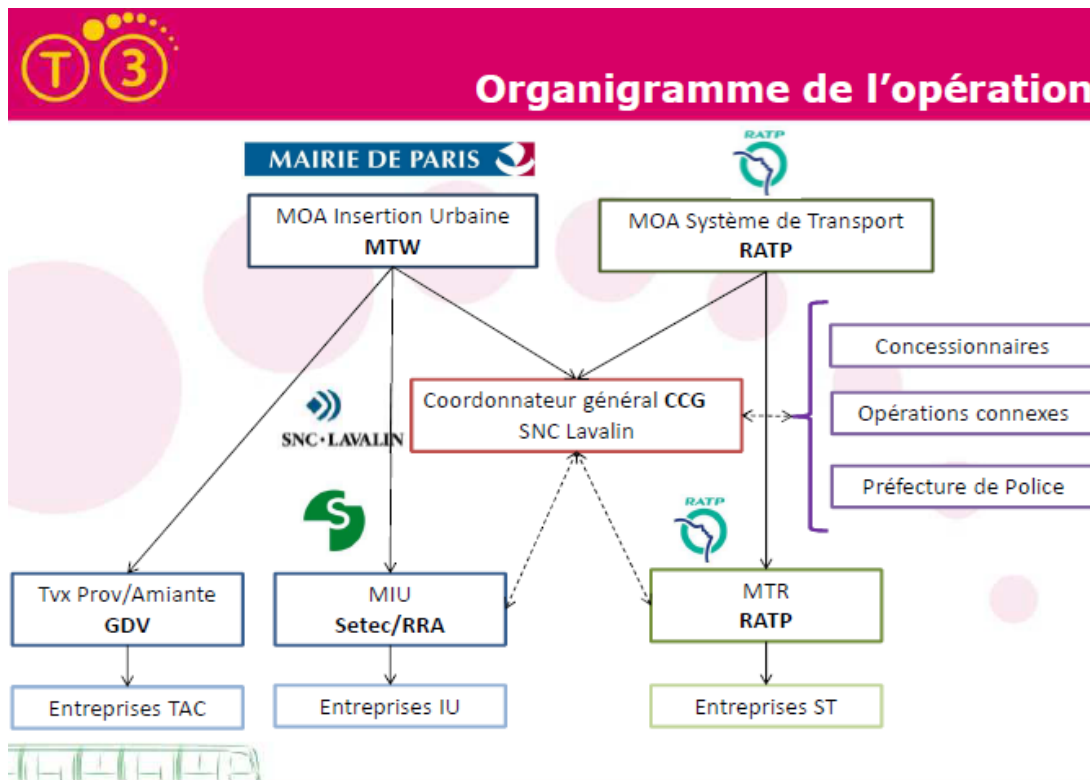 T 3
Organigramme de l'opération
MAIRIE DE PARIS
RATP
MOA Insertion Urbaine
MTW
MOA Système de Transport
RATP
Concessionnaires
Coordonnateur général CCG
SNC Lavalin
SNC•LAVALIN
Opérations connexes
Préfecture de Police
S
RATP
Tvx Prov/Amiante
GDV
MIU
Setec/RRA
MTR
RATP
Entreprises TAC
Entreprises IU
Entreprises ST